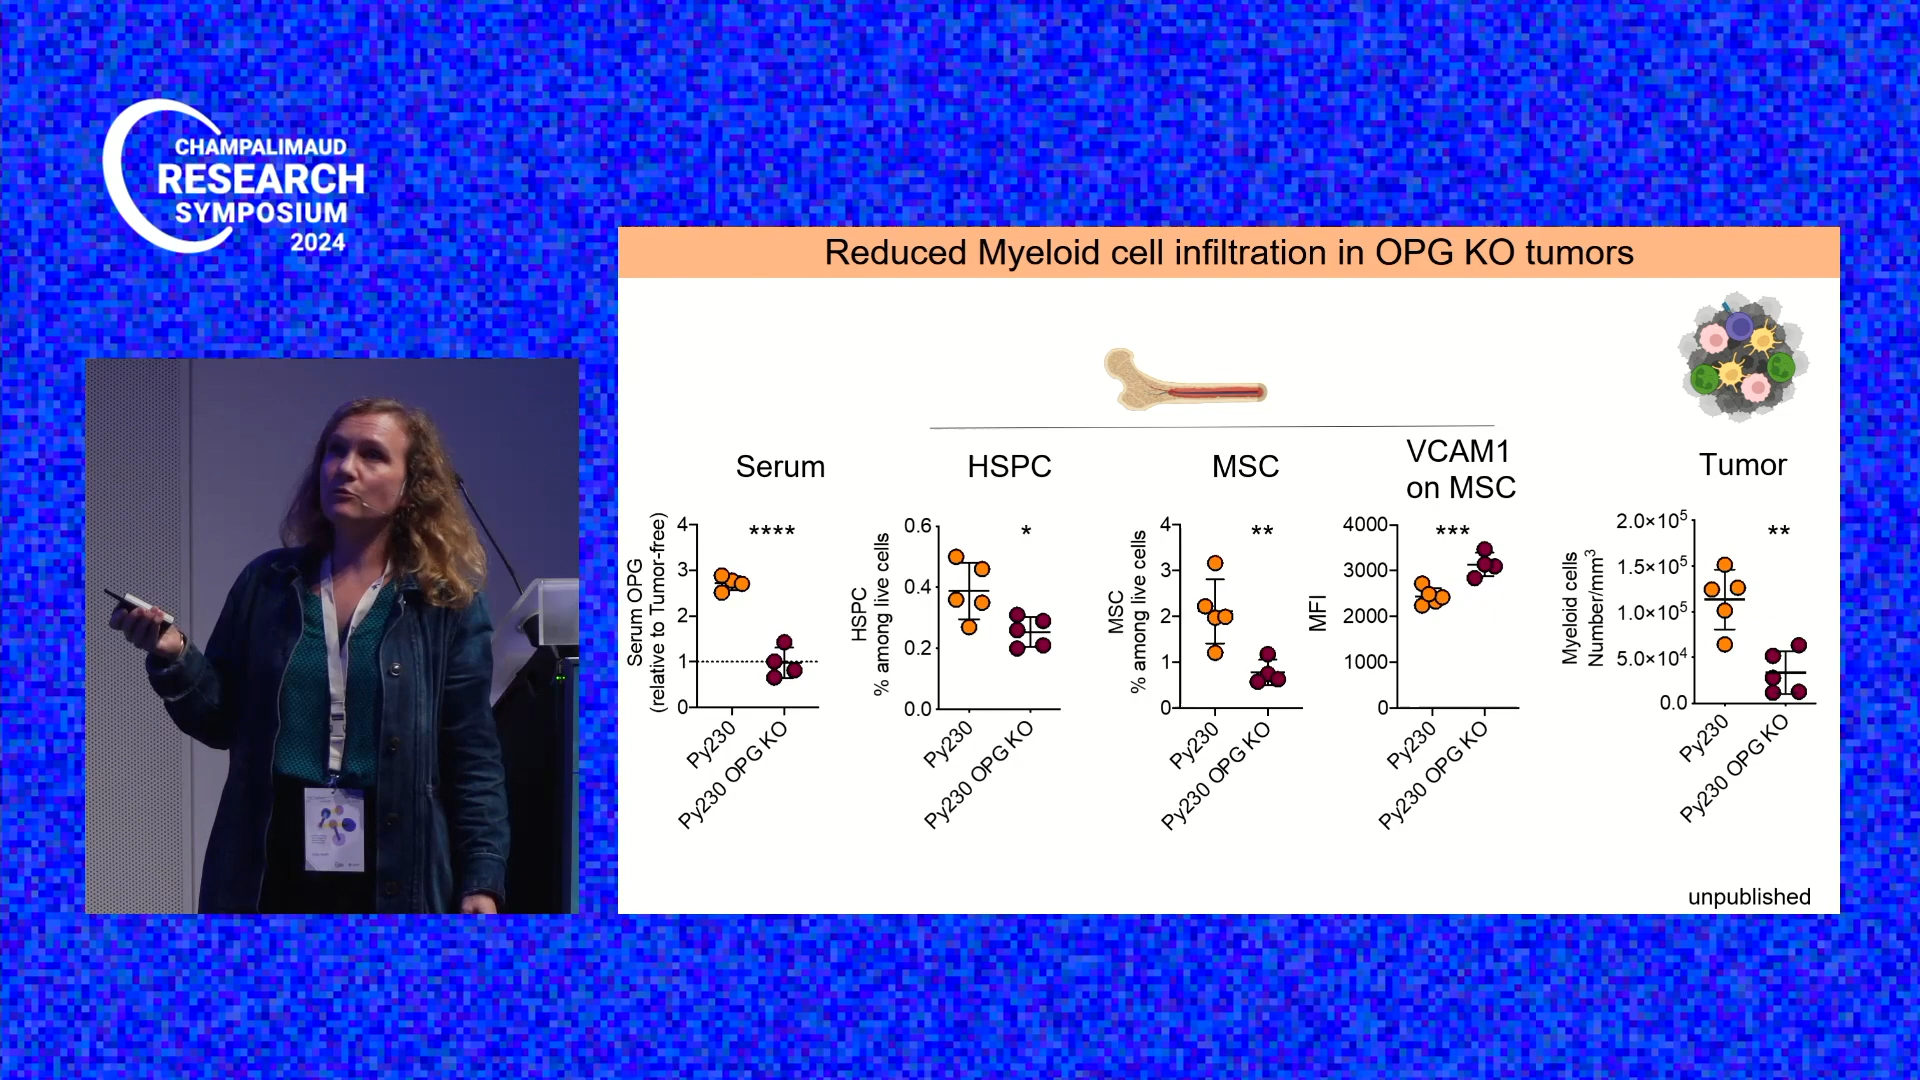 CHAMPALIMAUD
RESEARCH
SYMPOSIUM
2024
Reduced Myeloid cell infiltration in OPG KO tumors
Serum
HSPC
MSC
VCAM1
on MSC
Tumor
Serum OPG
(relative to Tumor-free)
4
3
2
1
0
****
Py230
Py230 OPG KO
HSPC
% among live cells
0.6
0.4
0.2
0.0
*
Py230
Py230 OPG KO
MSC
% among live cells
4
3
2
1
0
**
Py230
Py230 OPG KO
MFI
4000
3000
2000
1000
0
***
Py230
Py230 OPG KO
Myeloid cells
Number/mm³
2.0×10⁵
1.5×10⁵
1.0×10⁵
5.0×10⁴
0.0
**
Py230
Py230 OPG KO
unpublished